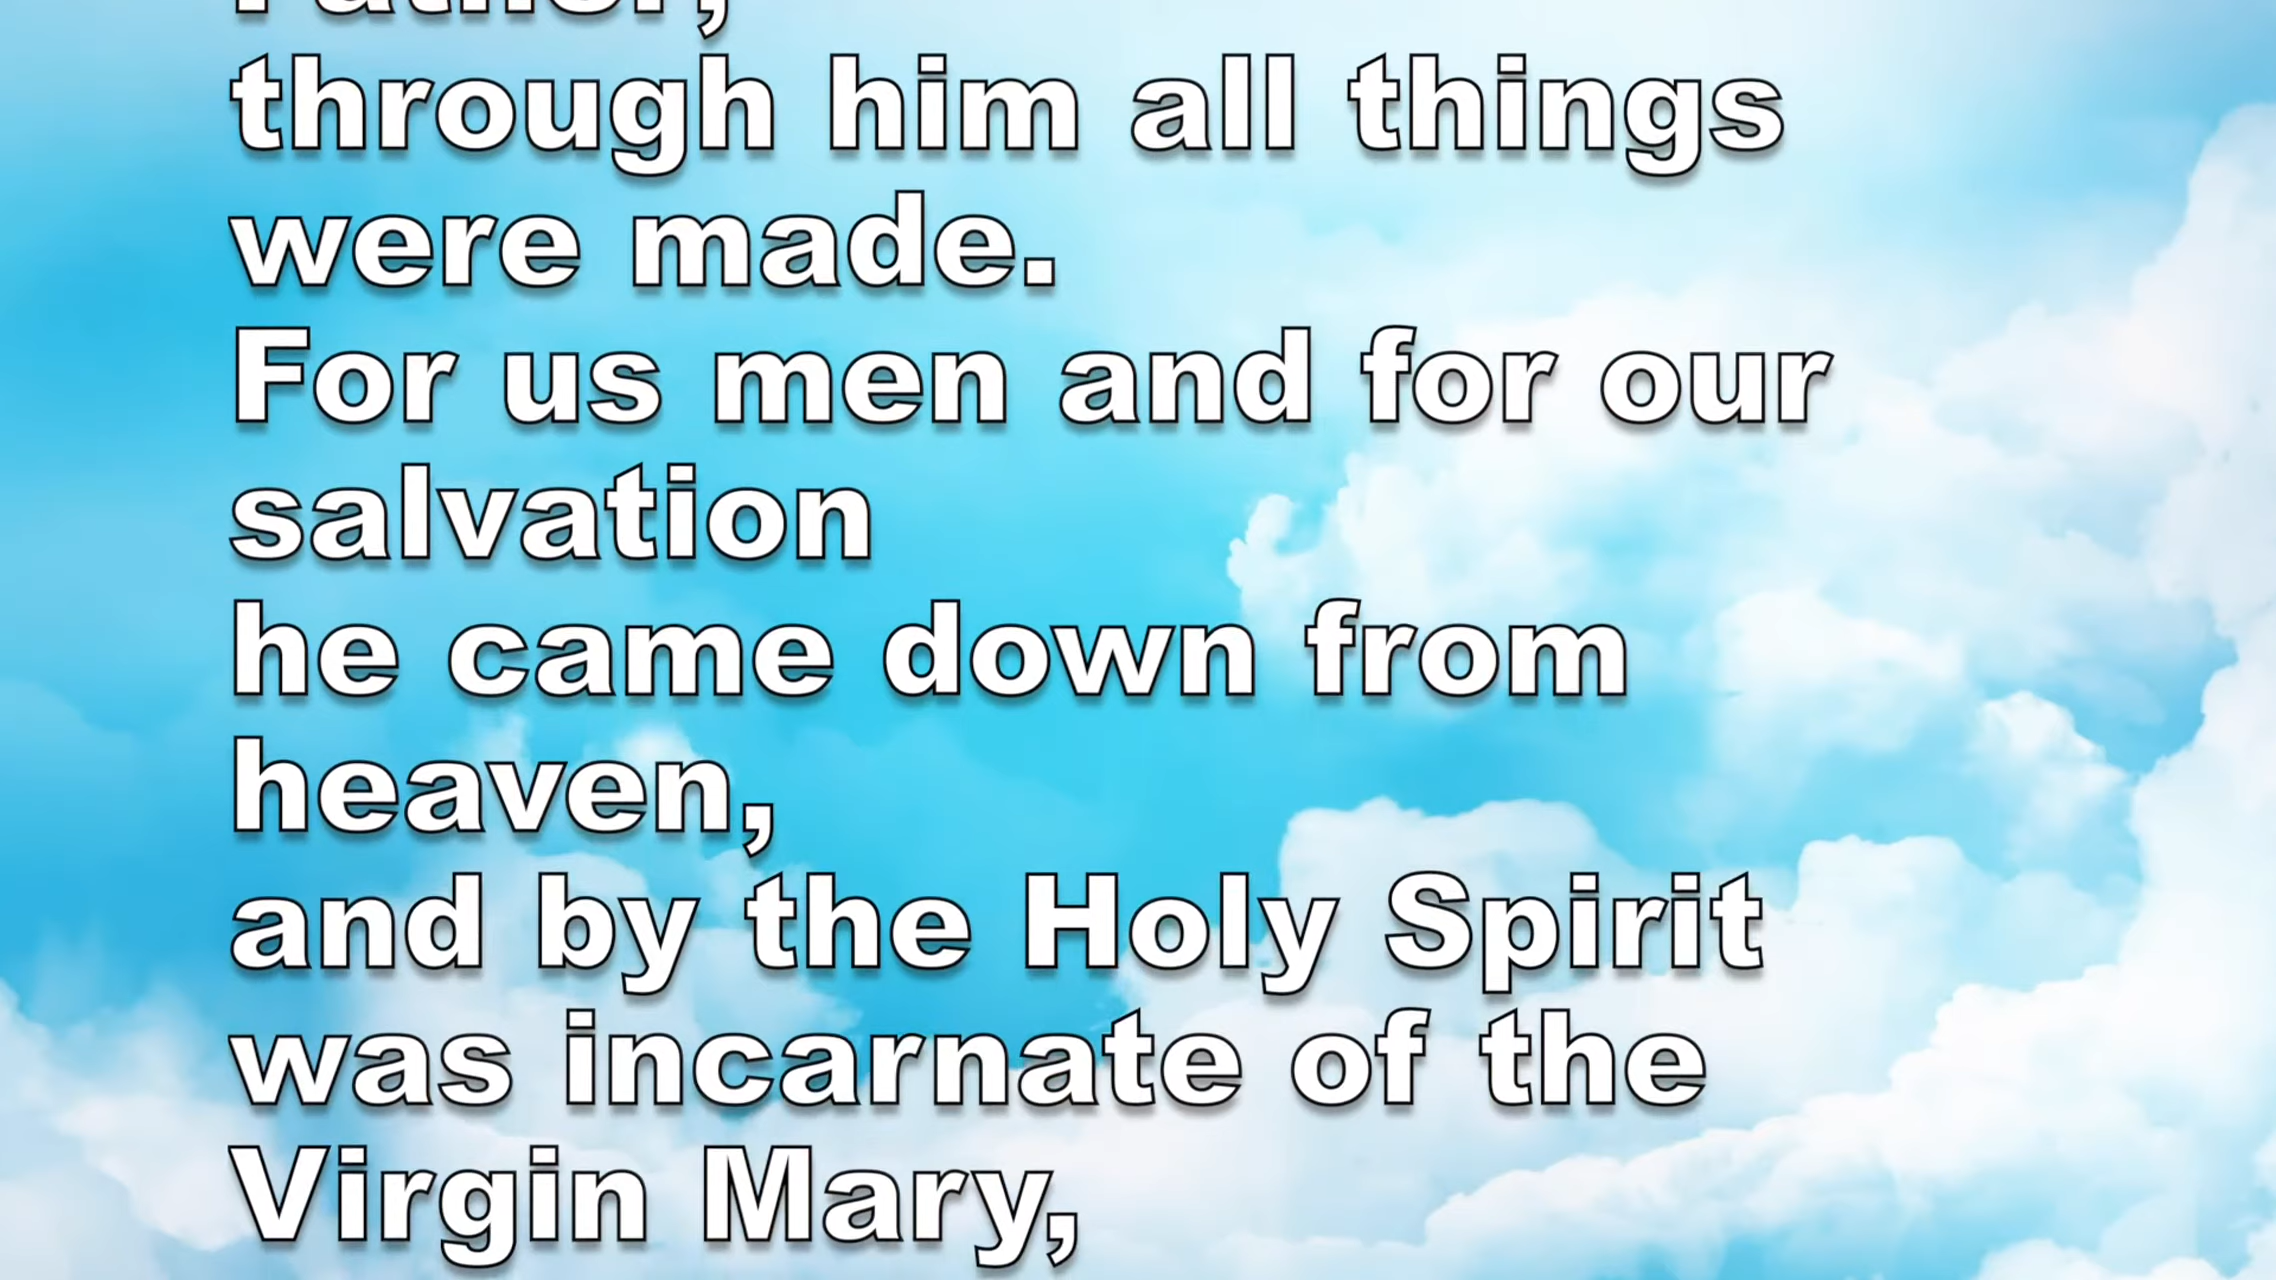 Father,
through him all things
were made.
For us men and for our
salvation
he came down from
heaven,
and by the Holy Spirit
was incarnate of the
Virgin Mary,